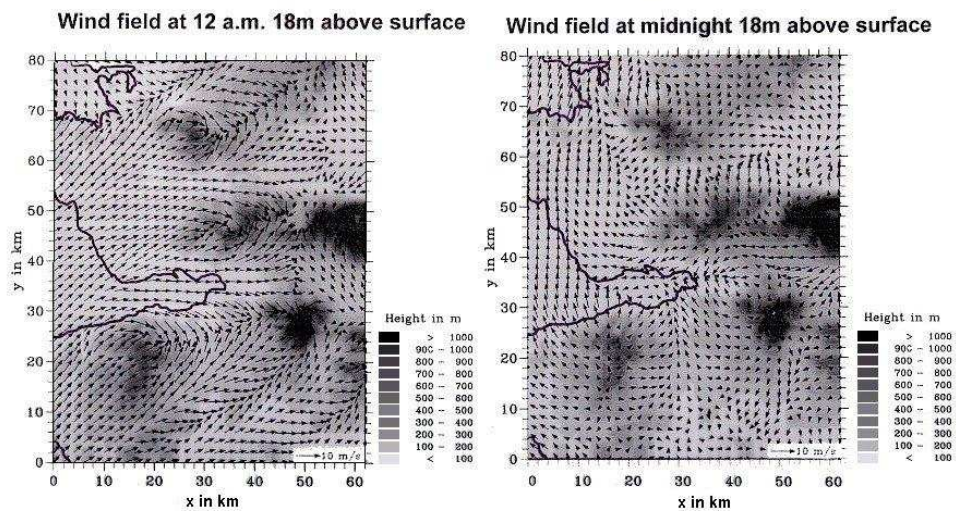 Wind field at 12 a.m. 18m above surface
80
70
60
50
40
30
20
10
0
y in km
0 10 20 30 40 50 60
x in km
10 m/s
Height in m
> 1000
900 - 1000
800 - 900
700 - 800
600 - 700
500 - 600
400 - 500
300 - 400
200 - 300
100 - 200
< 100
Wind field at midnight 18m above surface
80
70
60
50
40
30
20
10
0
y in km
0 10 20 30 40 50 60
x in km
10 m/s
Height in m
> 1000
900 - 1000
800 - 900
700 - 800
600 - 700
500 - 600
400 - 500
300 - 400
200 - 300
100 - 200
< 100